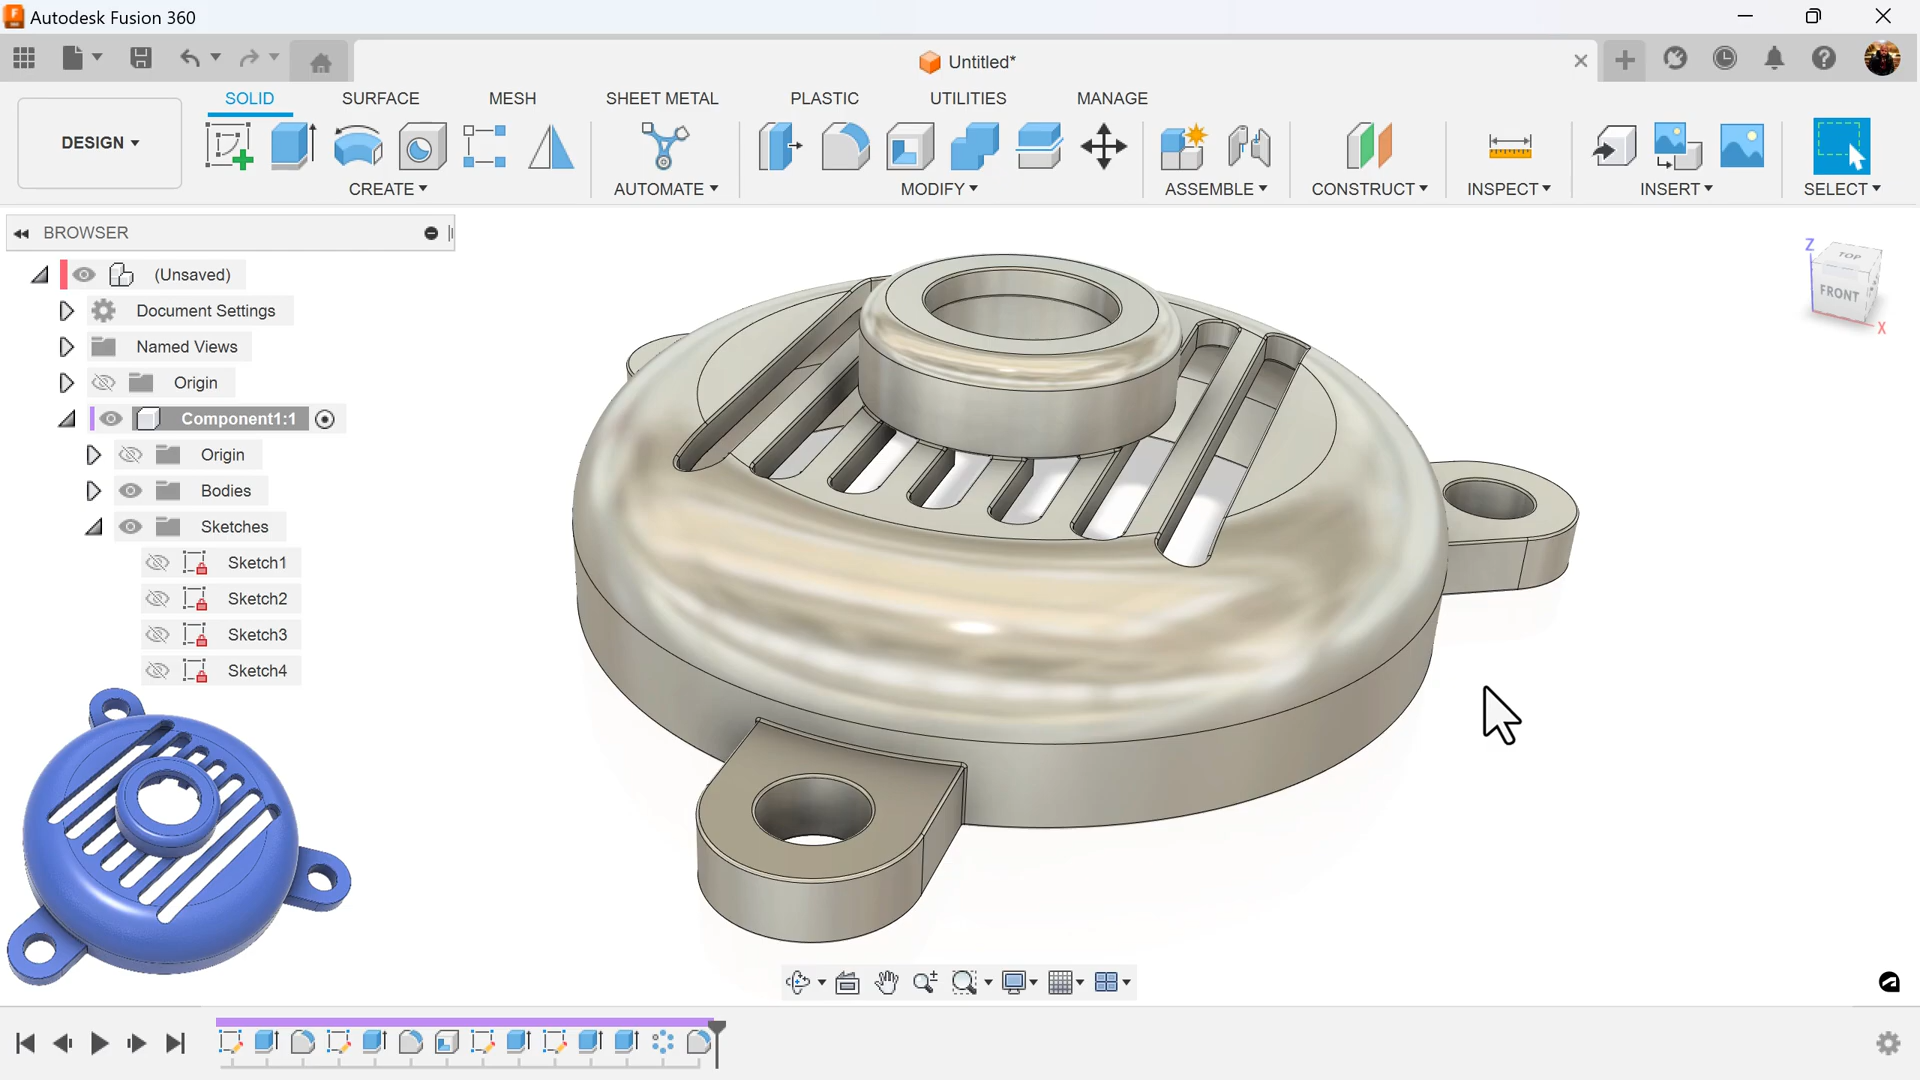 Autodesk Fusion 360
Untitled*
SOLID SURFACE MESH SHEET METAL PLASTIC UTILITIES MANAGE
DESIGN
CREATE AUTOMATE MODIFY ASSEMBLE CONSTRUCT INSPECT INSERT SELECT
BROWSER
(Unsaved)
Document Settings
Named Views
Origin
Component1:1
Origin
Bodies
Sketches
Sketch1
Sketch2
Sketch3
Sketch4
Z
TOP
FRONT
X